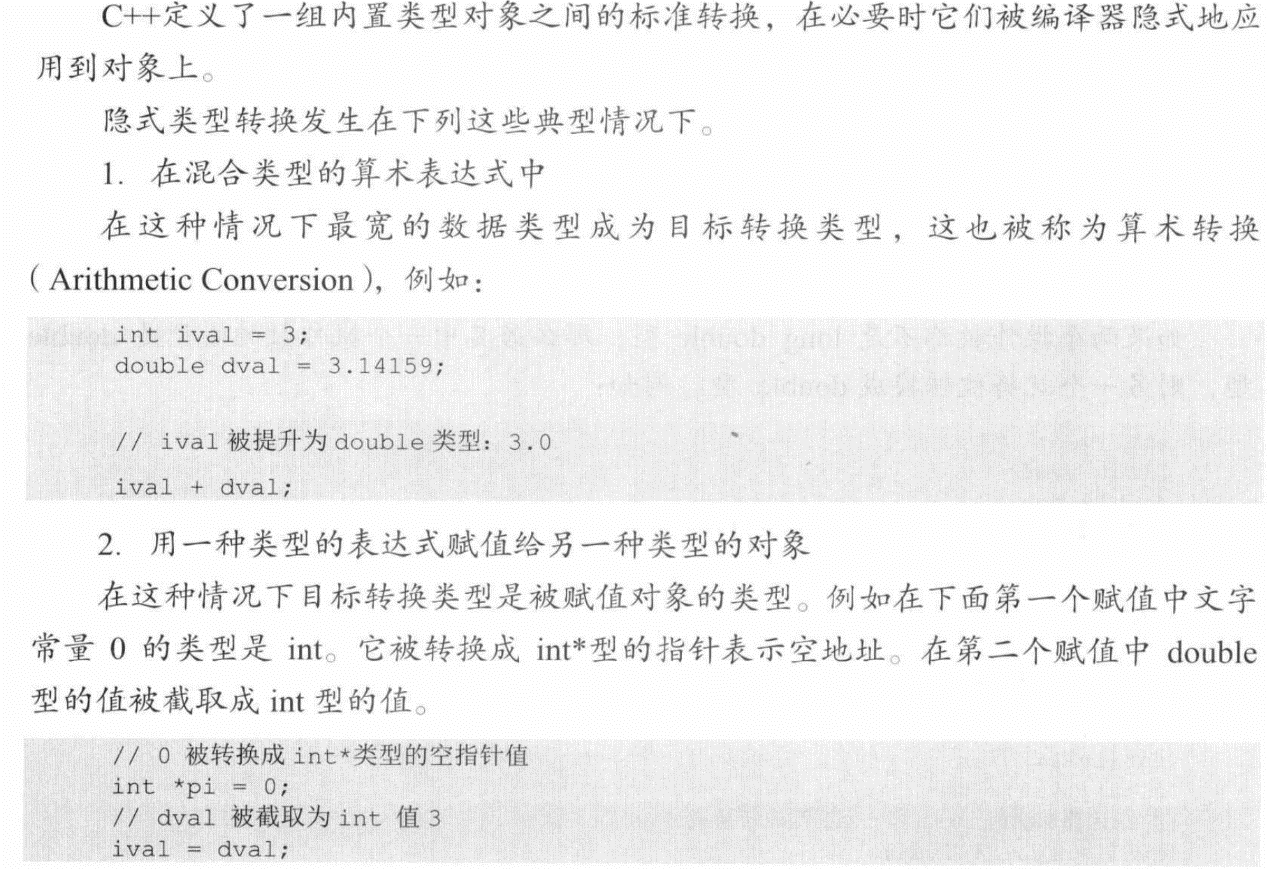 C++定义了一组内置类型对象之间的标准转换，在必要时它们被编译器隐式地应
用到对象上。
隐式类型转换发生在下列这些典型情况下。
1. 在混合类型的算术表达式中
在这种情况下最宽的数据类型成为目标转换类型，这也被称为算术转换
（Arithmetic Conversion），例如：
int ival = 3;
double dval = 3.14159;
// ival 被提升为 double 类型：3.0
ival + dval;
2. 用一种类型的表达式赋值给另一种类型的对象
在这种情况下目标转换类型是被赋值对象的类型。例如在下面第一个赋值中文字
常量 0 的类型是 int。它被转换成 int*型的指针表示空地址。在第二个赋值中 double
型的值被截取成 int 型的值。
// 0 被转换成 int*类型的空指针值
int *pi = 0;
// dval 被截取为 int 值 3
ival = dval;